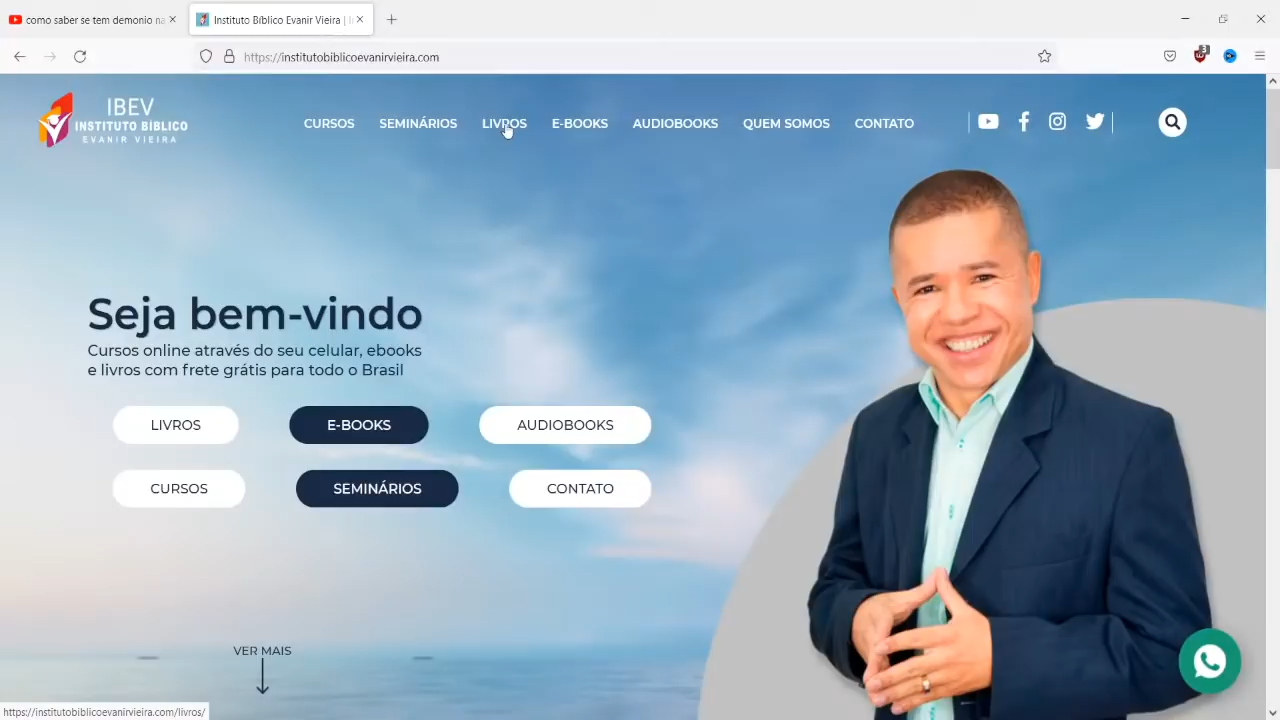 como saber se tem demonio na
Instituto Bíblico Evanir Vieira | I
https://institutobiblicoevanirvieira.com
3
IBEV
INSTITUTO BÍBLICO
EVANIR VIEIRA
CURSOS SEMINÁRIOS LIVROS E-BOOKS AUDIOBOOKS QUEM SOMOS CONTATO
Seja bem-vindo
Cursos online através do seu celular, ebooks
e livros com frete grátis para todo o Brasil
LIVROS E-BOOKS AUDIOBOOKS
CURSOS SEMINÁRIOS CONTATO
VER MAIS
https://institutobiblicoevanirvieira.com/livros/